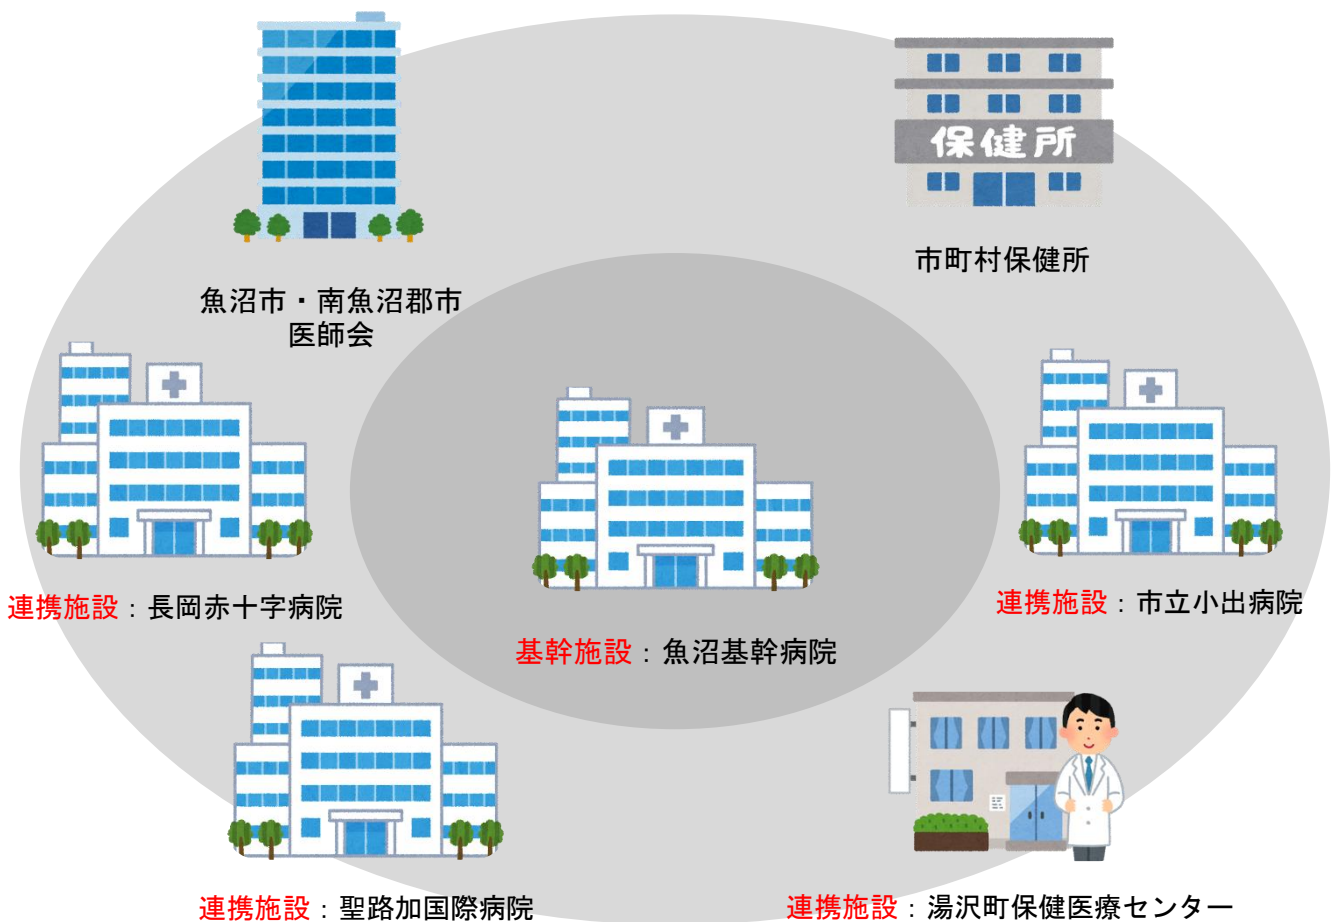 保健所
市町村保健所
魚沼市・南魚沼郡市
医師会
連携施設：長岡赤十字病院
連携施設：市立小出病院
基幹施設：魚沼基幹病院
連携施設：聖路加国際病院
連携施設：湯沢町保健医療センター